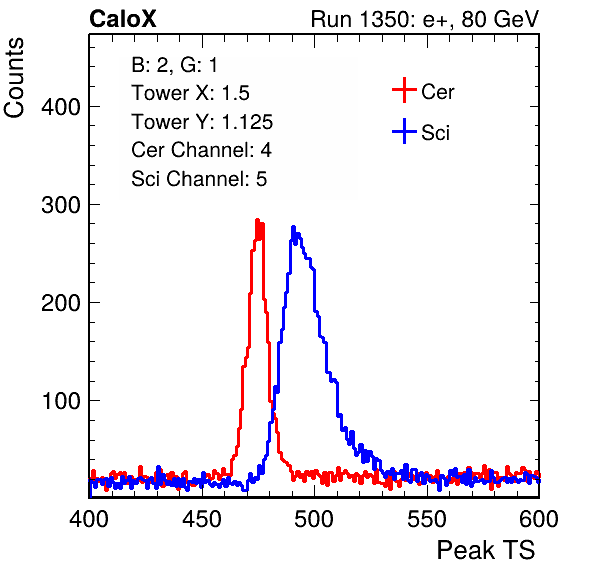 CaloX Run 1350: e+, 80 GeV
Counts
B: 2, G: 1
Tower X: 1.5
Tower Y: 1.125
Cer Channel: 4
Sci Channel: 5
Cer
Sci
400
300
200
100
400 450 500 550 600
Peak TS